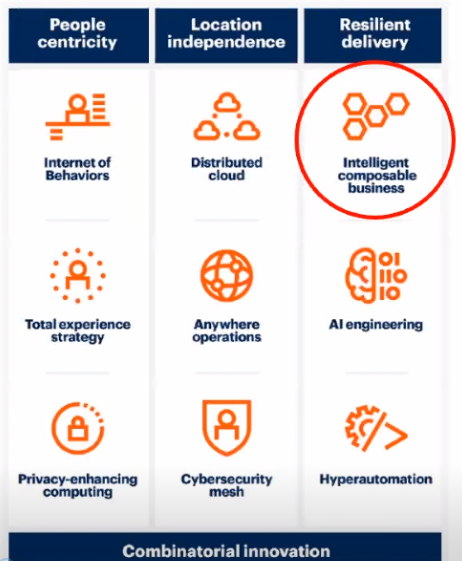 People
centricity
Location
independence
Resilient
delivery
Internet of
Behaviors
Distributed
cloud
Intelligent
composable
business
Total experience
strategy
Anywhere
operations
AI engineering
Privacy-enhancing
computing
Cybersecurity
mesh
Hyperautomation
Combinatorial innovation